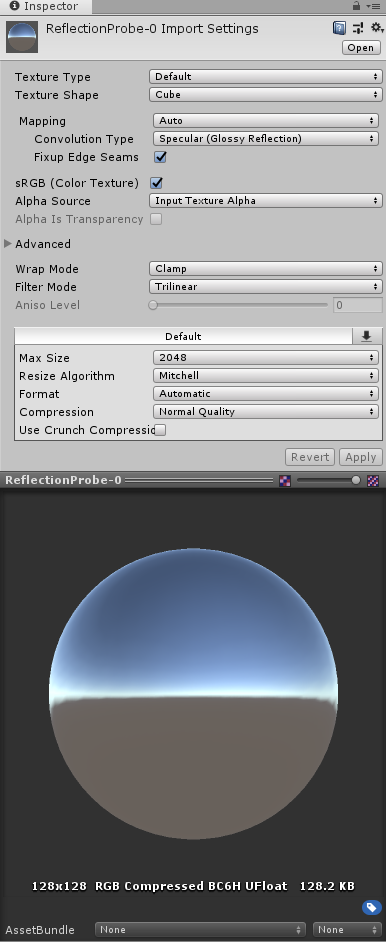 Inspector
ReflectionProbe-0 Import Settings
Open
Texture Type Default
Texture Shape Cube
Mapping Auto
Convolution Type Specular (Glossy Reflection)
Fixup Edge Seams
sRGB (Color Texture)
Alpha Source Input Texture Alpha
Alpha Is Transparency
Advanced
Wrap Mode Clamp
Filter Mode Trilinear
Aniso Level 0
Default
Max Size 2048
Resize Algorithm Mitchell
Format Automatic
Compression Normal Quality
Use Crunch Compressic
Revert Apply
ReflectionProbe-0
128x128 RGB Compressed BC6H UFloat 128.2 KB
AssetBundle None None